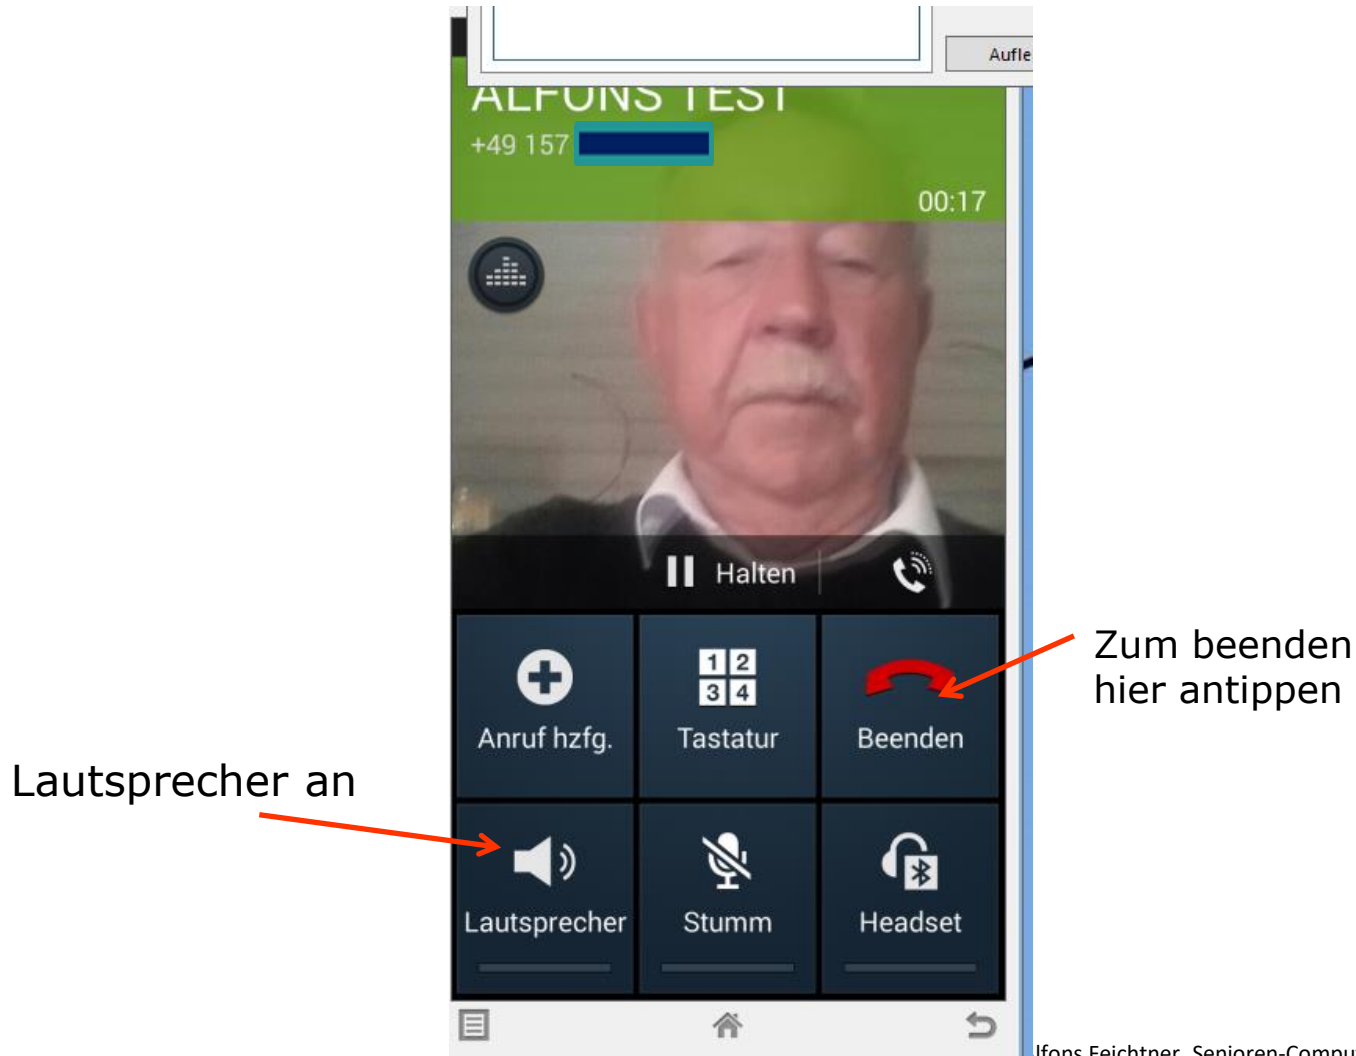 Aufle
ALFONS TEST
+49 157
00:17
Halten
1 2
3 4
Anruf hzfg.
Tastatur
Beenden
Zum beenden
hier antippen
Lautsprecher an
Lautsprecher
Stumm
Headset
lfons Feichtner, Senioren-Compu